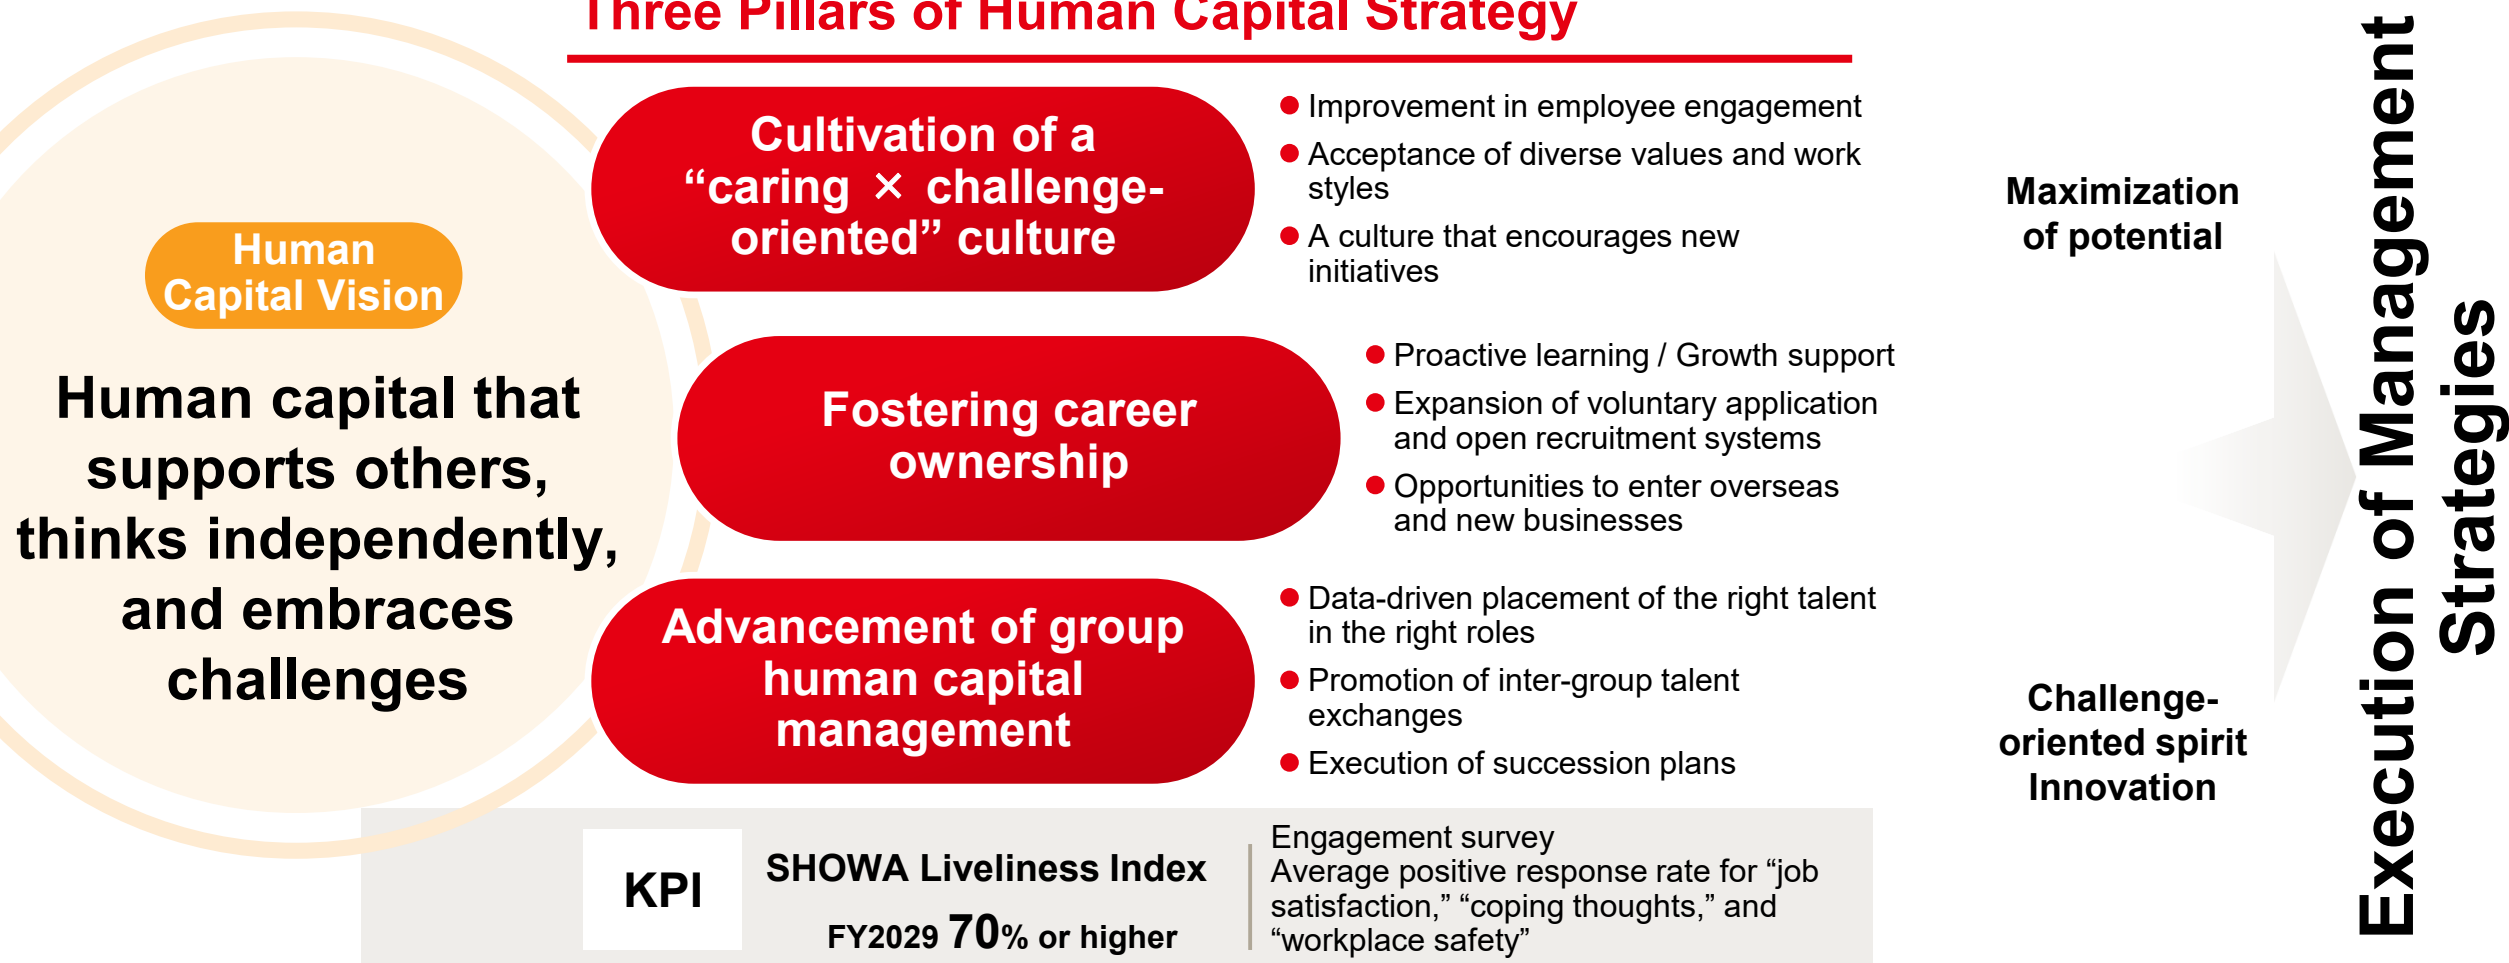 Three Pillars of Human Capital Strategy
Human
Capital Vision
Human capital that
supports others,
thinks independently,
and embraces
challenges
Cultivation of a
“caring × challenge-
oriented” culture
● Improvement in employee engagement
● Acceptance of diverse values and work
styles
● A culture that encourages new
initiatives
Fostering career
ownership
● Proactive learning / Growth support
● Expansion of voluntary application
and open recruitment systems
● Opportunities to enter overseas
and new businesses
Advancement of group
human capital
management
● Data-driven placement of the right talent
in the right roles
● Promotion of inter-group talent
exchanges
● Execution of succession plans
KPI
SHOWA Liveliness Index
FY2029 70% or higher
Engagement survey
Average positive response rate for “job
satisfaction,” “coping thoughts,” and
“workplace safety”
Maximization
of potential
Challenge-
oriented spirit
Innovation
Execution of Management
Strategies